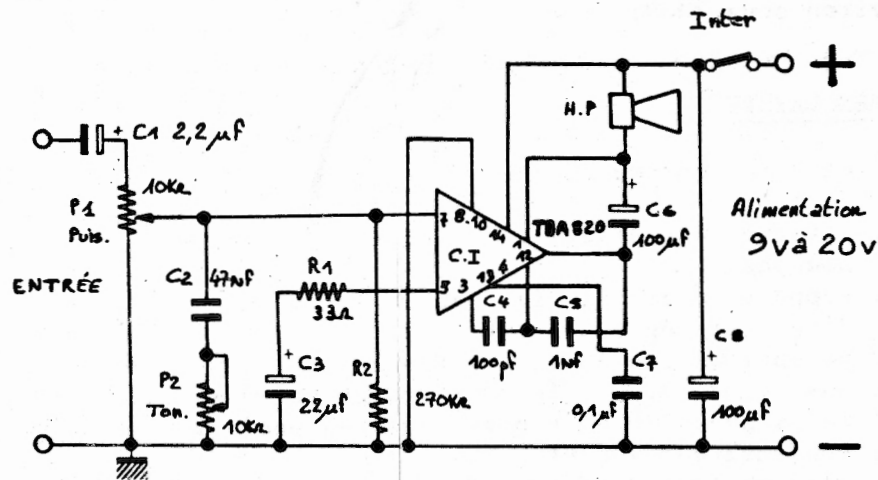 Inter
+
H.P
C1 2,2µf
10KΩ
P1
Puis.
7 8.10 14 1
TBA820
C6
100µf
Alimentation
9v à 20v
C.I
C2 47nf
R1
33Ω
ENTRÉE
5 3 13 4 12
C4
C5
100pf
1nf
C7
C8
C3
22µf
R2
270KΩ
P2
Ton.
10KΩ
0,1µf
100µf
+
+
+
+
−